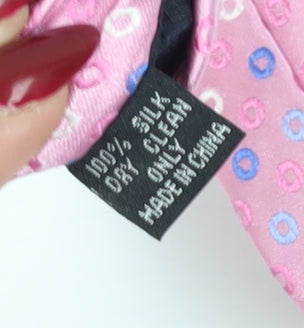 100% SILK
DRY CLEAN
ONLY
MADE IN CHINA